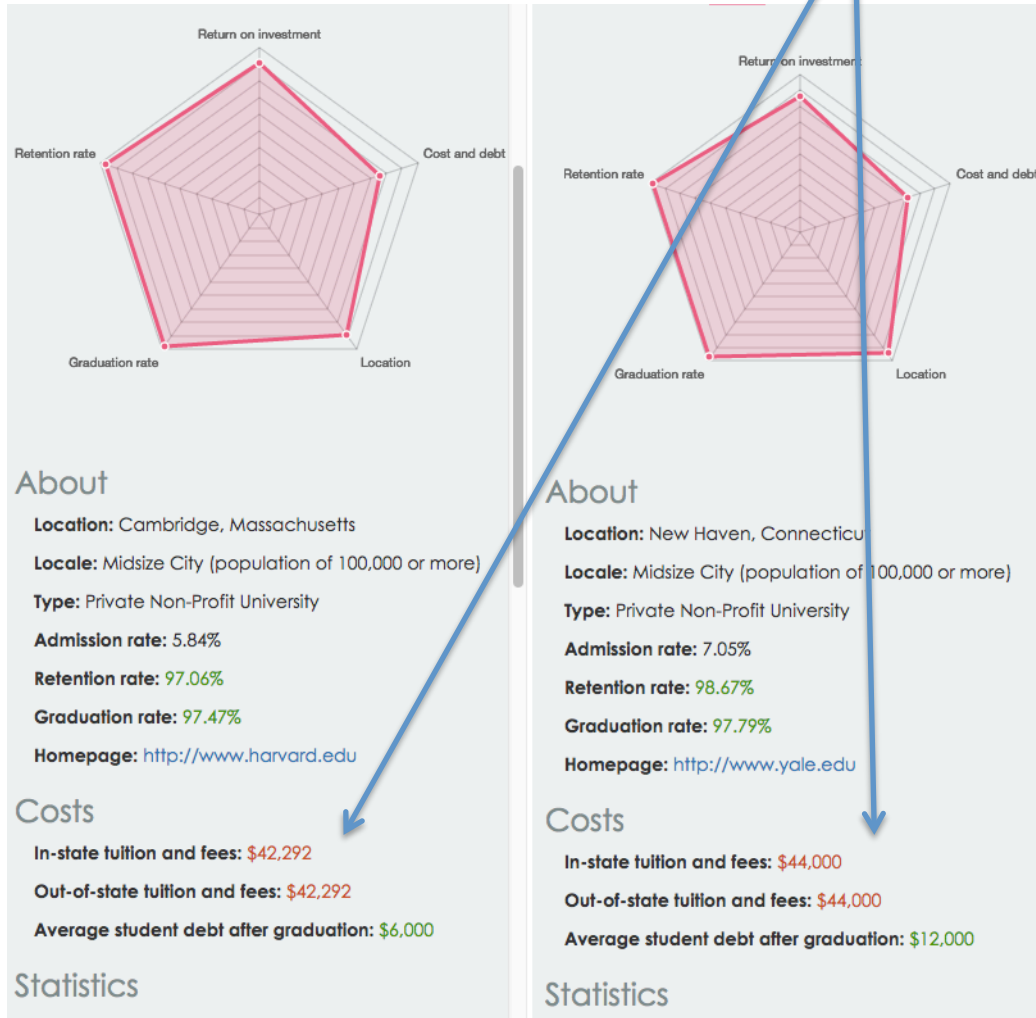 Return on investment
Retention rate
Cost and debt
Graduation rate
Location
About
Location: Cambridge, Massachusetts
Locale: Midsize City (population of 100,000 or more)
Type: Private Non-Profit University
Admission rate: 5.84%
Retention rate: 97.06%
Graduation rate: 97.47%
Homepage: http://www.harvard.edu
Costs
In-state tuition and fees: $42,292
Out-of-state tuition and fees: $42,292
Average student debt after graduation: $6,000
Statistics
Return on investment
Retention rate
Cost and debt
Graduation rate
Location
About
Location: New Haven, Connecticut
Locale: Midsize City (population of 100,000 or more)
Type: Private Non-Profit University
Admission rate: 7.05%
Retention rate: 98.67%
Graduation rate: 97.79%
Homepage: http://www.yale.edu
Costs
In-state tuition and fees: $44,000
Out-of-state tuition and fees: $44,000
Average student debt after graduation: $12,000
Statistics